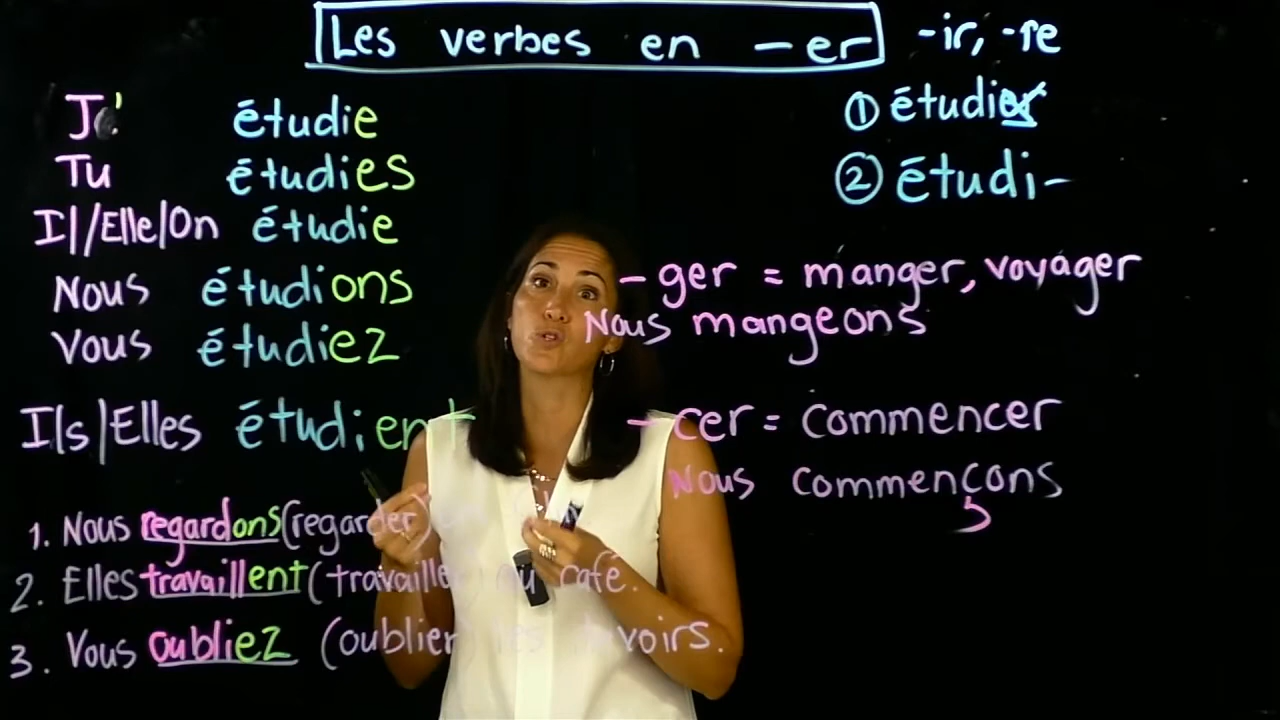 Les verbes en -er -ir, -re
J' étudie
Tu étudies
Il/Elle/On étudie
Nous étudions
Vous étudiez
Ils/Elles étudient
① étudier
② étudi-
-ger = manger, voyager
Nous mangeons
-cer = commencer
Nous commençons
1. Nous regardons (regarder)
2. Elles travaillent (travailler) au café.
3. Vous oubliez (oublier) les devoirs.